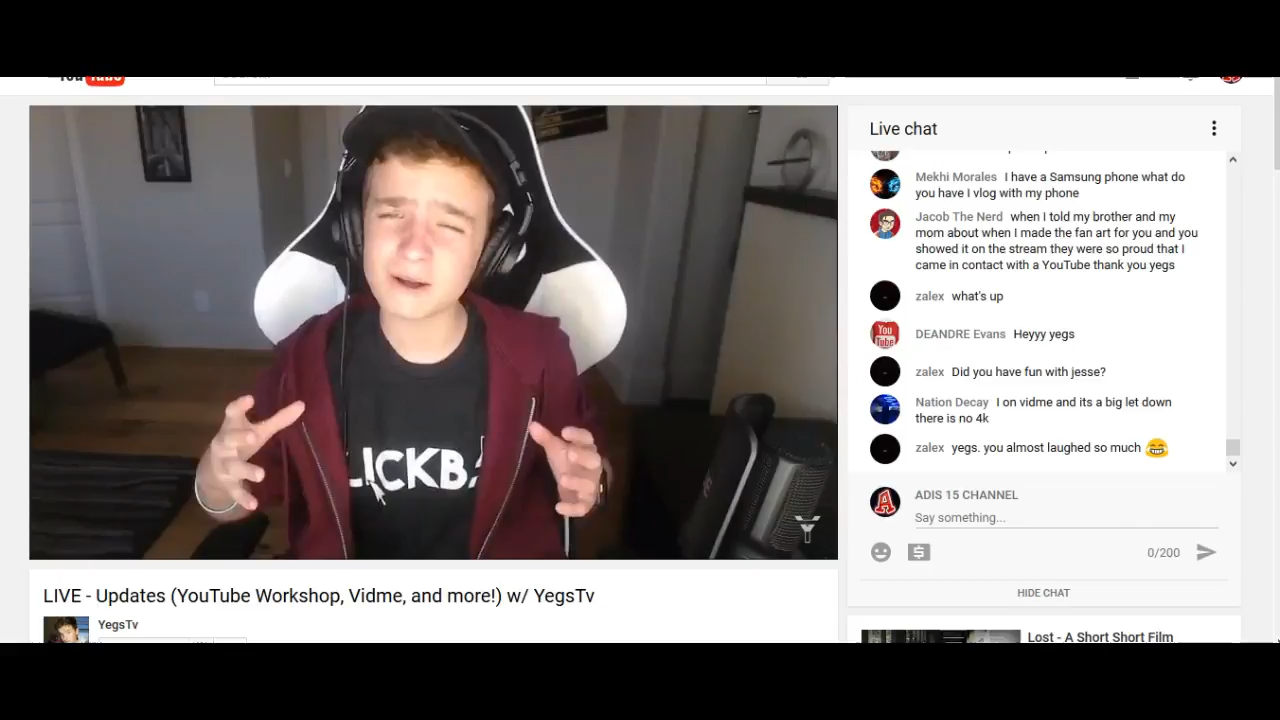 You Tube
Live chat
Mekhi Morales I have a Samsung phone what do
you have I vlog with my phone
Jacob The Nerd when I told my brother and my
mom about when I made the fan art for you and you
showed it on the stream they were so proud that I
came in contact with a YouTube thank you yegs
zalex what's up
You
Tube
DEANDRE Evans Heyyy yegs
zalex Did you have fun with jesse?
Nation Decay I on vidme and its a big let down
there is no 4k
zalex yegs. you almost laughed so much
LICKB
Y
A
ADIS 15 CHANNEL
Say something...
0/200
HIDE CHAT
LIVE - Updates (YouTube Workshop, Vidme, and more!) w/ YegsTv
YegsTv
Lost - A Short Short Film